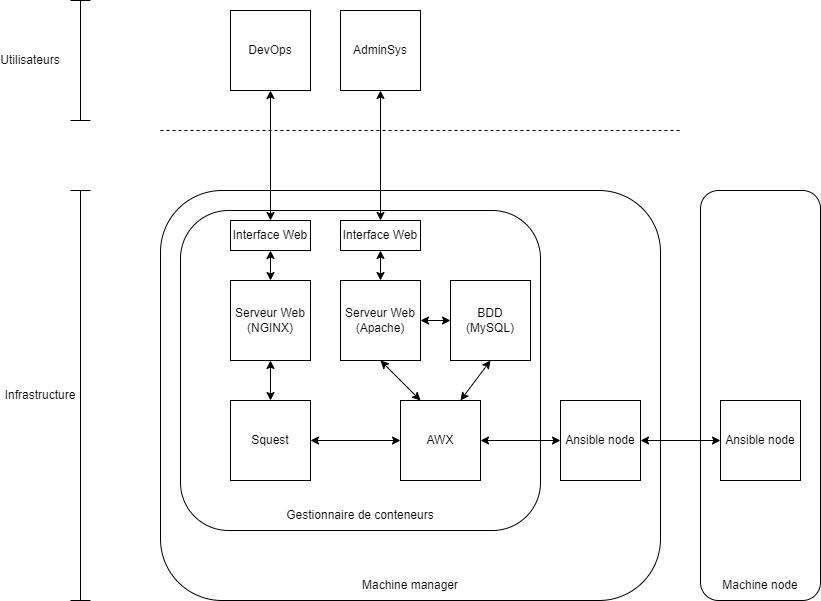 DevOps
AdminSys
Utilisateurs
Interface Web
Interface Web
Serveur Web
(NGINX)
Serveur Web
(Apache)
BDD
(MySQL)
Infrastructure
Squest
AWX
Ansible node
Ansible node
Gestionnaire de conteneurs
Machine manager
Machine node